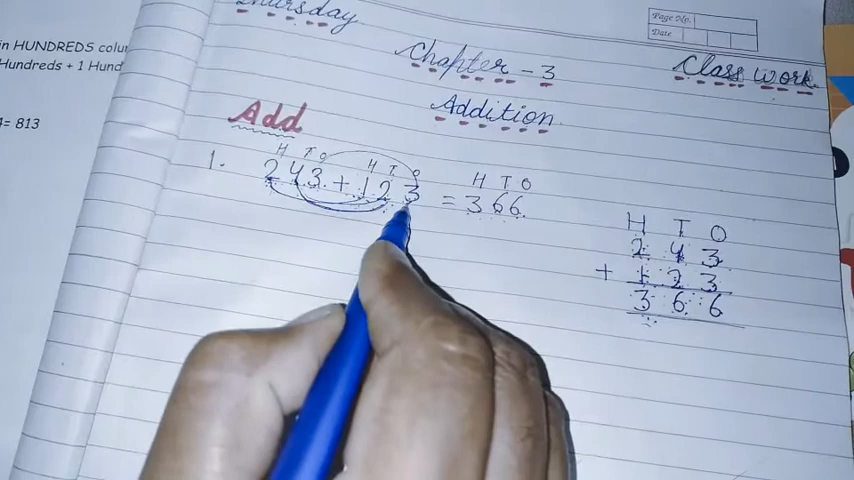 Thursday
Page No.
Date
Chapter - 3
Class work
Addition
in HUNDREDS
Hundreds + 1 Hund
= 813
Add
H T O H T O H T O
1. 243 + 123 = 366
H T O
2 4 3
+ 1 2 3
3 6 6